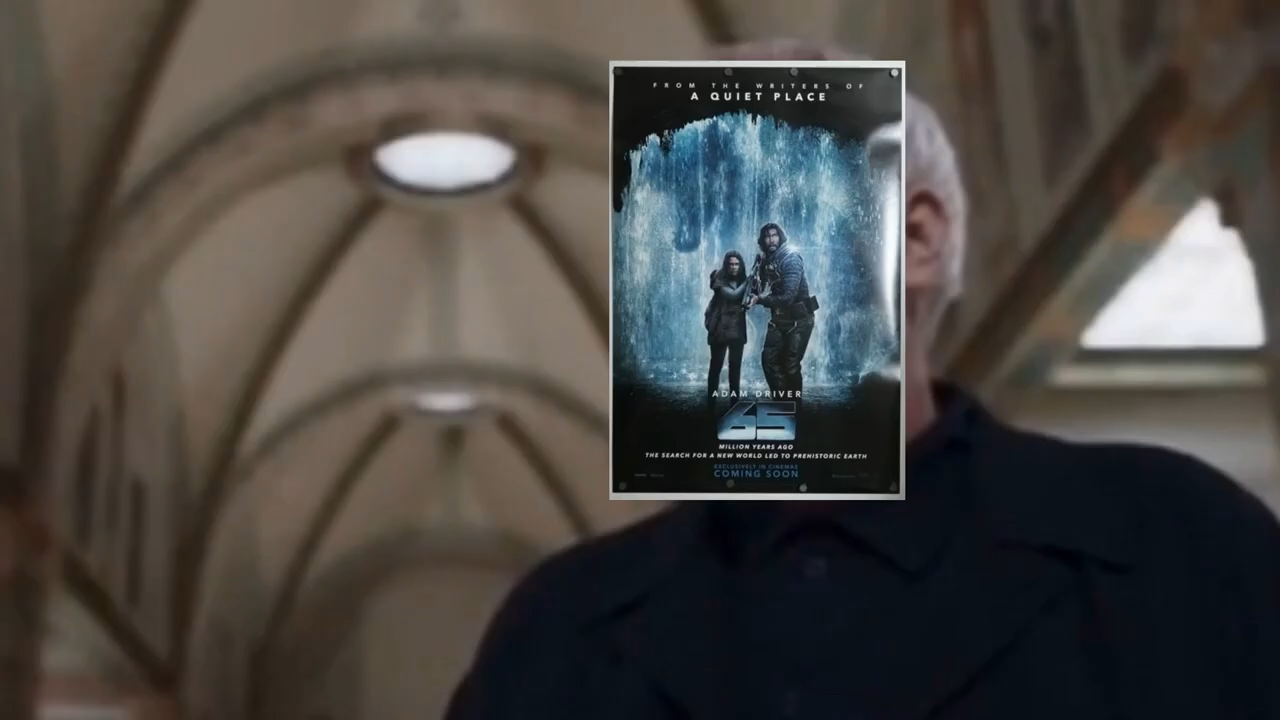 FROM THE WRITERS OF
A QUIET PLACE
ADAM DRIVER
65
MILLION YEARS AGO
THE SEARCH FOR A NEW WORLD LED TO PREHISTORIC EARTH
EXCLUSIVELY IN CINEMAS
COMING SOON